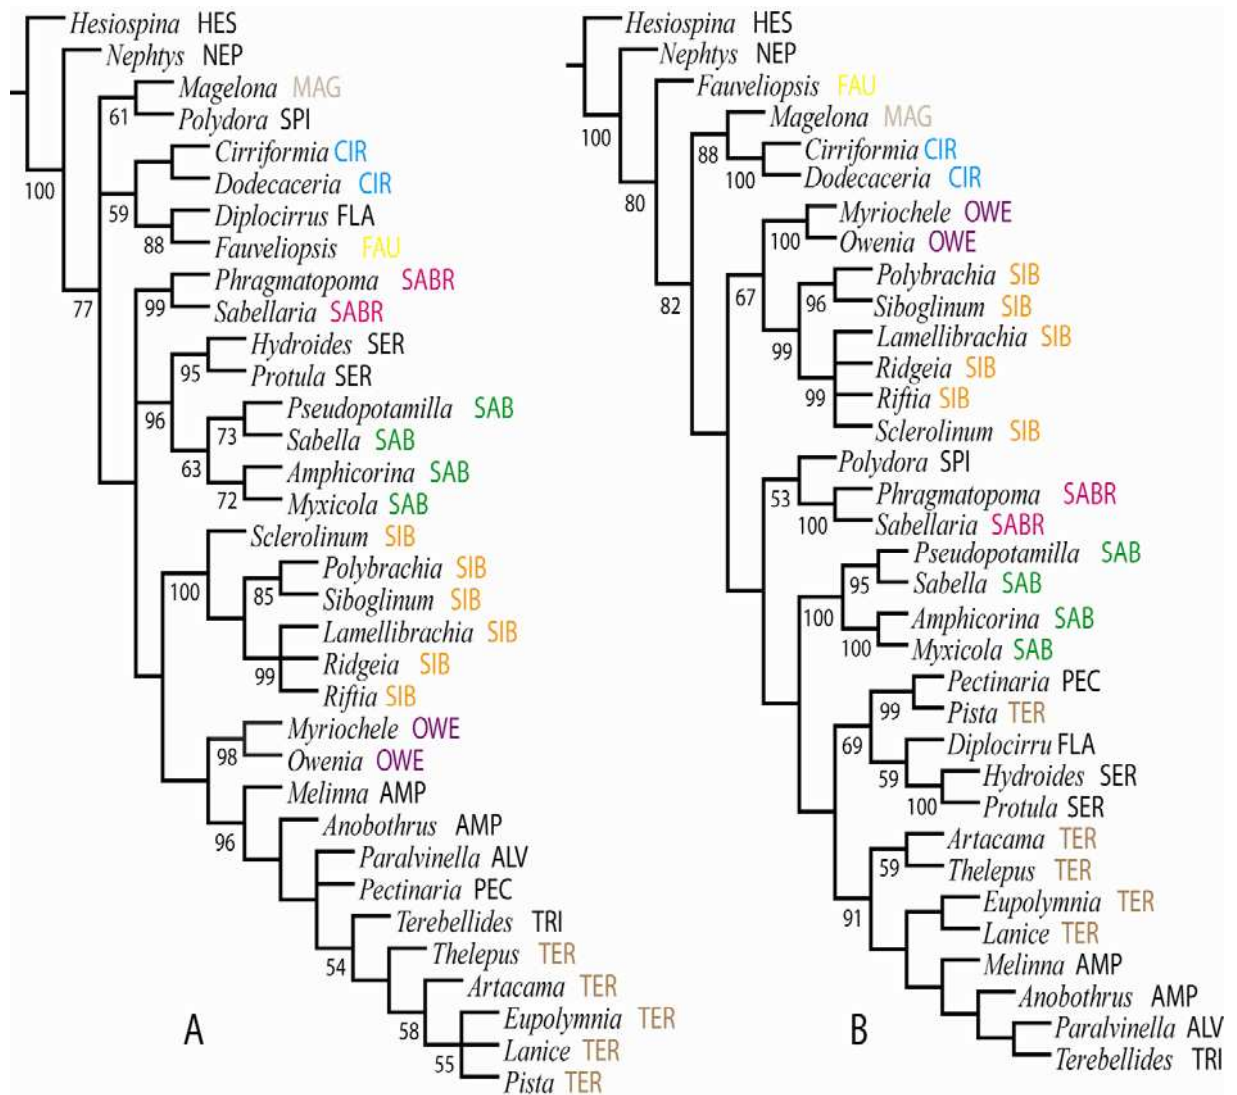 Hesiospina HES
Nephtys NEP
Magelona MAG
61
Polydora SPI
Cirriformia CIR
100
Dodecaceria CIR
59
Diplocirrus FLA
88
Fauveliopsis FAU
Phragmatopoma SABR
77
99
Sabellaria SABR
Hydroides SER
95
Protula SER
96
Pseudopotamilla SAB
73
Sabella SAB
63
Amphicorina SAB
72
Myxicola SAB
Sclerolinum SIB
Polybrachia SIB
100
85
Siboglinum SIB
Lamellibrachia SIB
Ridgeia SIB
99
Riftia SIB
Myriochele OWE
98
Owenia OWE
Melinna AMP
96
Anobothrus AMP
Paralvinella ALV
Pectinaria PEC
Terebellides TRI
54
Thelepus TER
Artacama TER
58
Eupolymnia TER
55
Lanice TER
Pista TER
A
Hesiospina HES
Nephtys NEP
Fauveliopsis FAU
100
Magelona MAG
88
Cirriformia CIR
100
Dodecaceria CIR
80
Myriochele OWE
100
Owenia OWE
Polybrachia SIB
82
67
96
Siboglinum SIB
Lamellibrachia SIB
99
Ridgeia SIB
99
Riftia SIB
Sclerolinum SIB
Polydora SPI
53
Phragmatopoma SABR
100
Sabellaria SABR
Pseudopotamilla SAB
95
Sabella SAB
100
Amphicorina SAB
100
Myxicola SAB
Pectinaria PEC
99
Pista TER
69
Diplocirru FLA
59
Hydroides SER
100
Protula SER
Artacama TER
59
Thelepus TER
Eupolymnia TER
91
Lanice TER
Melinna AMP
Anobothrus AMP
Paralvinella ALV
Terebellides TRI
B